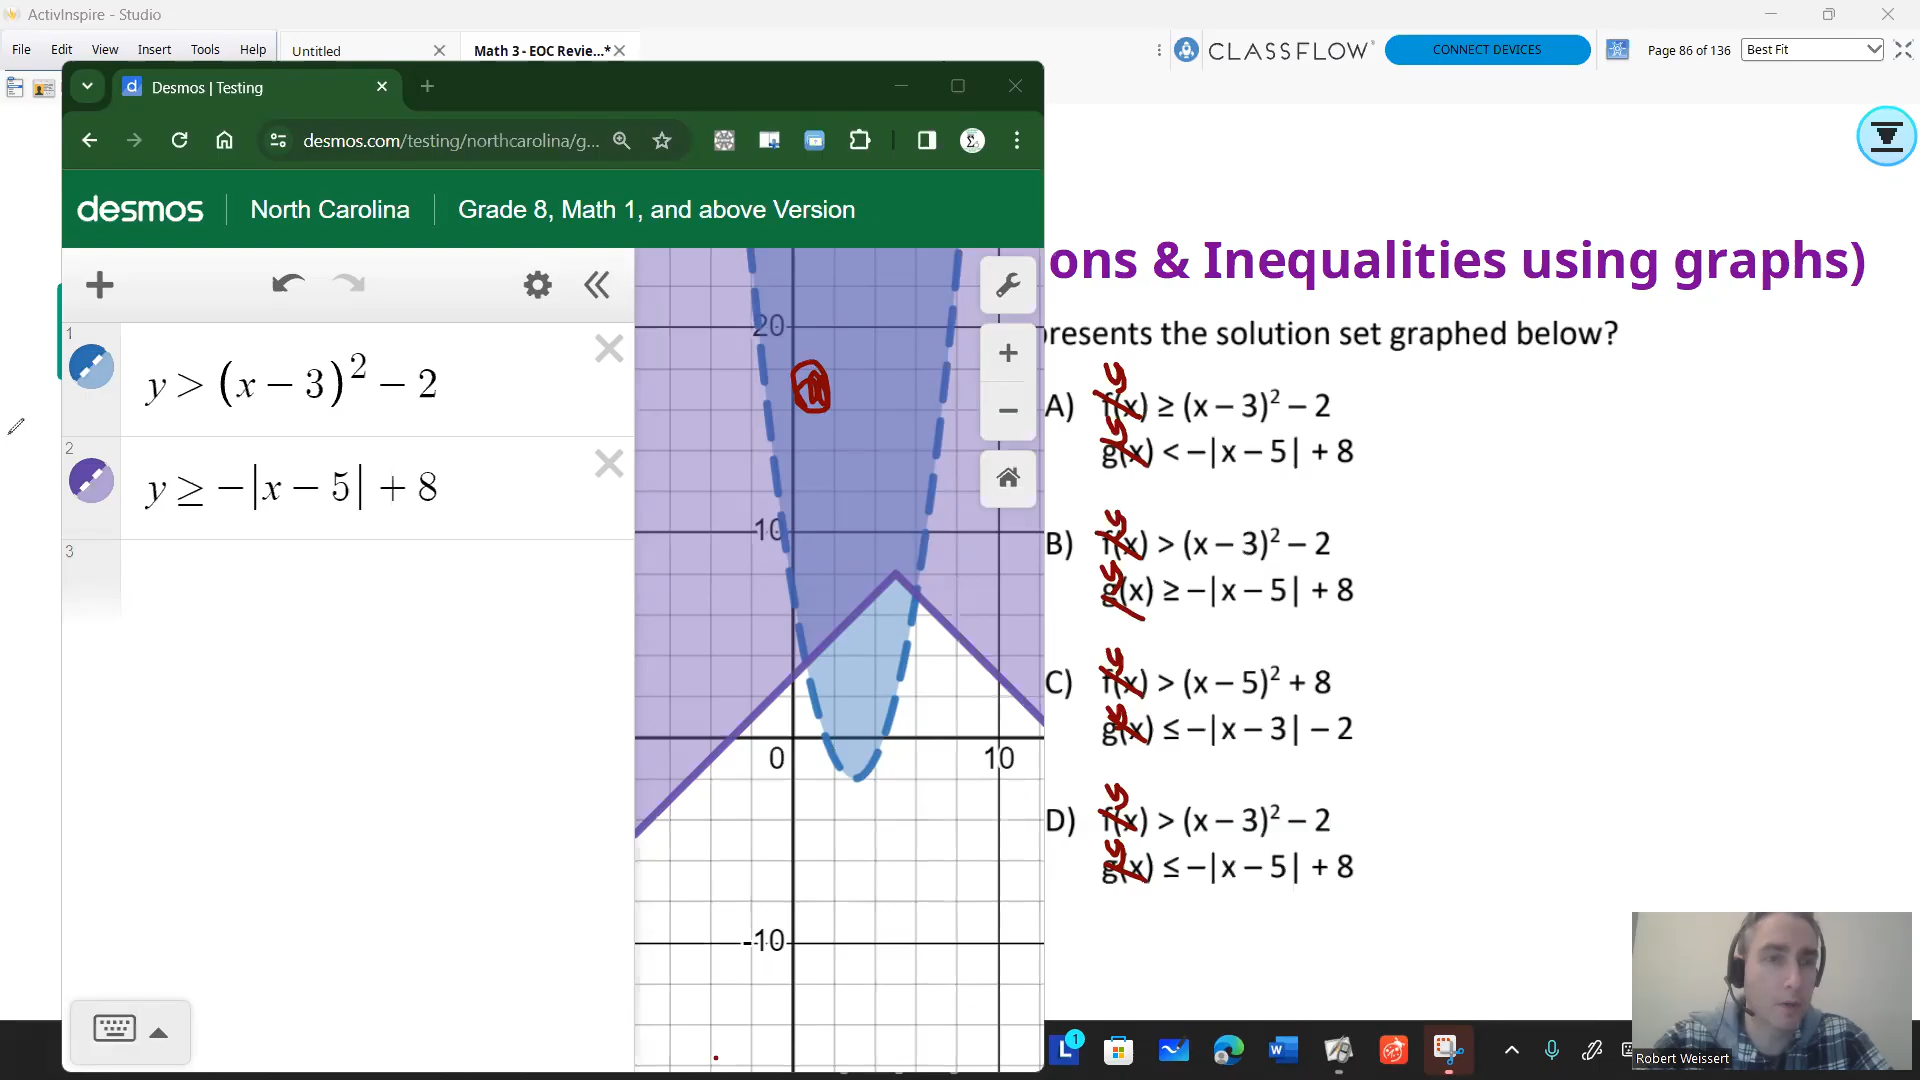 ActivInspire - Studio
File Edit View Insert Tools Help
Untitled
Math 3 - EOC Revie...*
CLASSFLOW
CONNECT DEVICES
Page 86 of 136
Best Fit
Desmos | Testing
desmos.com/testing/northcarolina/g...
desmos North Carolina Grade 8, Math 1, and above Version
ons & Inequalities using graphs)
presents the solution set graphed below?
1
y > (x − 3)² − 2
2
y ≥ −|x − 5| + 8
3
20
10
0
10
-10
A) f(x) ≥ (x − 3)² − 2
g(x) < −|x − 5| + 8
B) f(x) > (x − 3)² − 2
g(x) ≥ −|x − 5| + 8
C) f(x) > (x − 5)² + 8
g(x) ≤ −|x − 3| − 2
D) f(x) > (x − 3)² − 2
g(x) ≤ −|x − 5| + 8
Robert Weissert